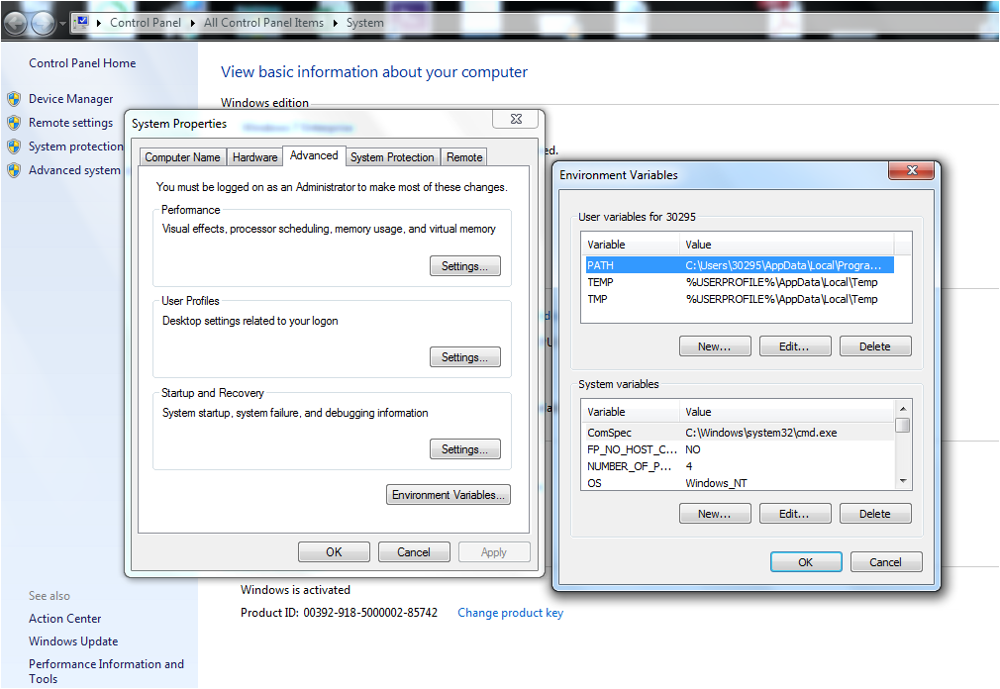 Control Panel
All Control Panel Items
System
Control Panel Home
Device Manager
Remote settings
System protection
Advanced system
View basic information about your computer
Windows edition
ed.
System Properties
Computer Name
Hardware
Advanced
System Protection
Remote
You must be logged on as an Administrator to make most of these changes.
Performance
Visual effects, processor scheduling, memory usage, and virtual memory
Settings...
User Profiles
Desktop settings related to your logon
Settings...
Startup and Recovery
System startup, system failure, and debugging information
Settings...
Environment Variables...
OK Cancel Apply
Environment Variables
User variables for 30295
Variable Value
PATH C:\Users\30295\AppData\Local\Progra...
TEMP %USERPROFILE%\AppData\Local\Temp
TMP %USERPROFILE%\AppData\Local\Temp
New... Edit... Delete
System variables
Variable Value
ComSpec C:\Windows\system32\cmd.exe
FP_NO_HOST_C... NO
NUMBER_OF_P... 4
OS Windows_NT
New... Edit... Delete
OK Cancel
Windows is activated
Product ID: 00392-918-5000002-85742 Change product key
See also
Action Center
Windows Update
Performance Information and
Tools